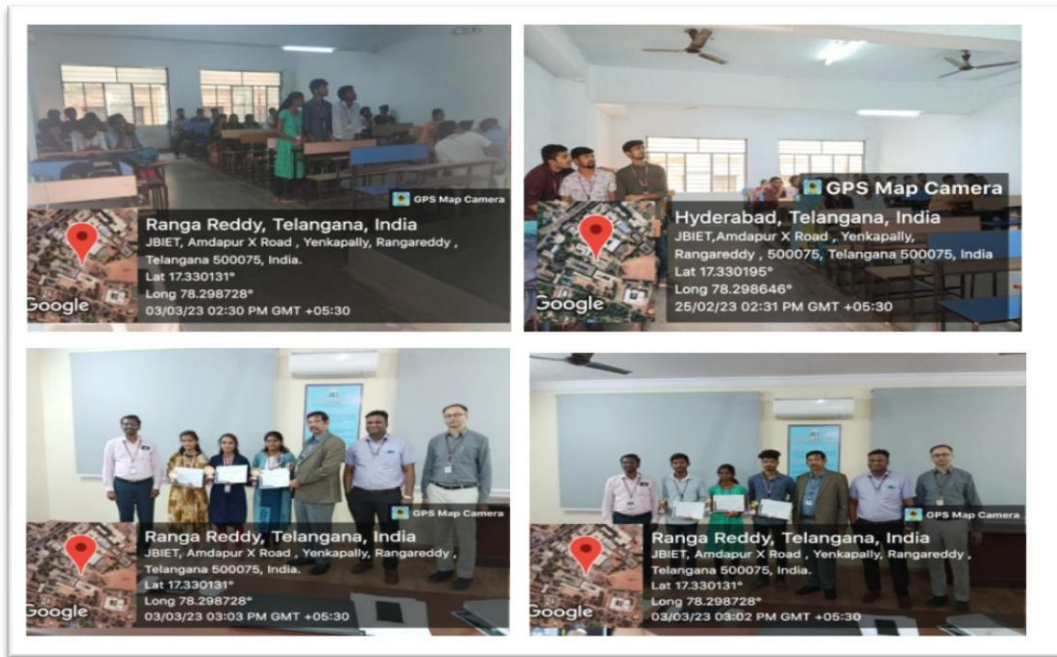 GPS Map Camera
Ranga Reddy, Telangana, India
JBIET, Amdapur X Road , Yenkapally, Rangareddy ,
Telangana 500075, India.
Lat 17.330131°
Long 78.298728°
03/03/23 02:30 PM GMT +05:30
Google
GPS Map Camera
Hyderabad, Telangana, India
JBIET,Amdapur X Road , Yenkapally,
Rangareddy , 500075, Telangana 500075, India
Lat 17.330195°
Long 78.298646°
25/02/23 02:31 PM GMT +05:30
Google
GPS Map Camera
Ranga Reddy, Telangana, India
JBIET, Amdapur X Road , Yenkapally, Rangareddy ,
Telangana 500075, India.
Lat 17.330131°
Long 78.298728°
03/03/23 03:03 PM GMT +05:30
Google
GPS Map Camera
Ranga Reddy, Telangana, India
JBIET, Amdapur X Road , Yenkapally, Rangareddy ,
Telangana 500075, India.
Lat 17.330131°
Long 78.298728°
03/03/23 03:02 PM GMT +05:30
Google